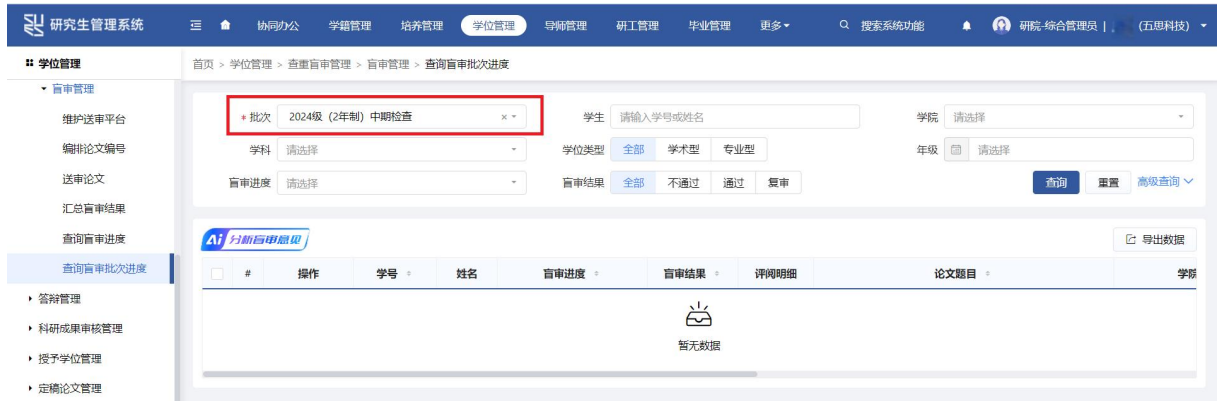 研究生管理系统 协同办公 学籍管理 培养管理 学位管理 导师管理 研工管理 毕业管理 更多 搜索系统功能 研院-综合管理员 | (五思科技)
学位管理 首页 > 学位管理 > 查重盲审管理 > 盲审管理 > 查询盲审批次进度
盲审管理
维护送审平台
编排论文编号
送审论文
汇总盲审结果
查询盲审进度
查询盲审批次进度
答辩管理
科研成果审核管理
授予学位管理
定稿论文管理
* 批次 2024级 (2年制) 中期检查 × 学生 请输入学号或姓名 学院 请选择
学科 请选择 学位类型 全部 学术型 专业型 年级 请选择
盲审进度 请选择 盲审结果 全部 不通过 通过 复审 查询 重置 高级查询
Ai 分析盲审意见 导出数据
# 操作 学号 姓名 盲审进度 盲审结果 评阅明细 论文题目 学院
暂无数据